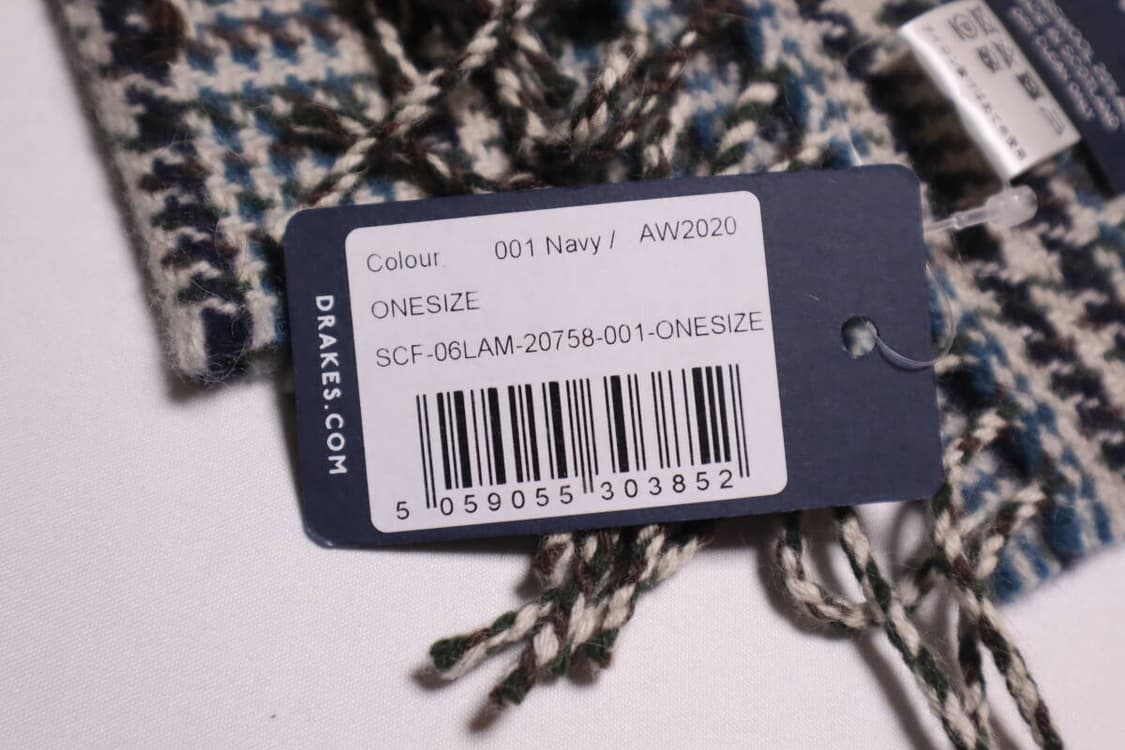 Colour 001 Navy / AW2020
ONESIZE
SCF-06LAM-20758-001-ONESIZE
5 059055 303852
DRAKES.COM